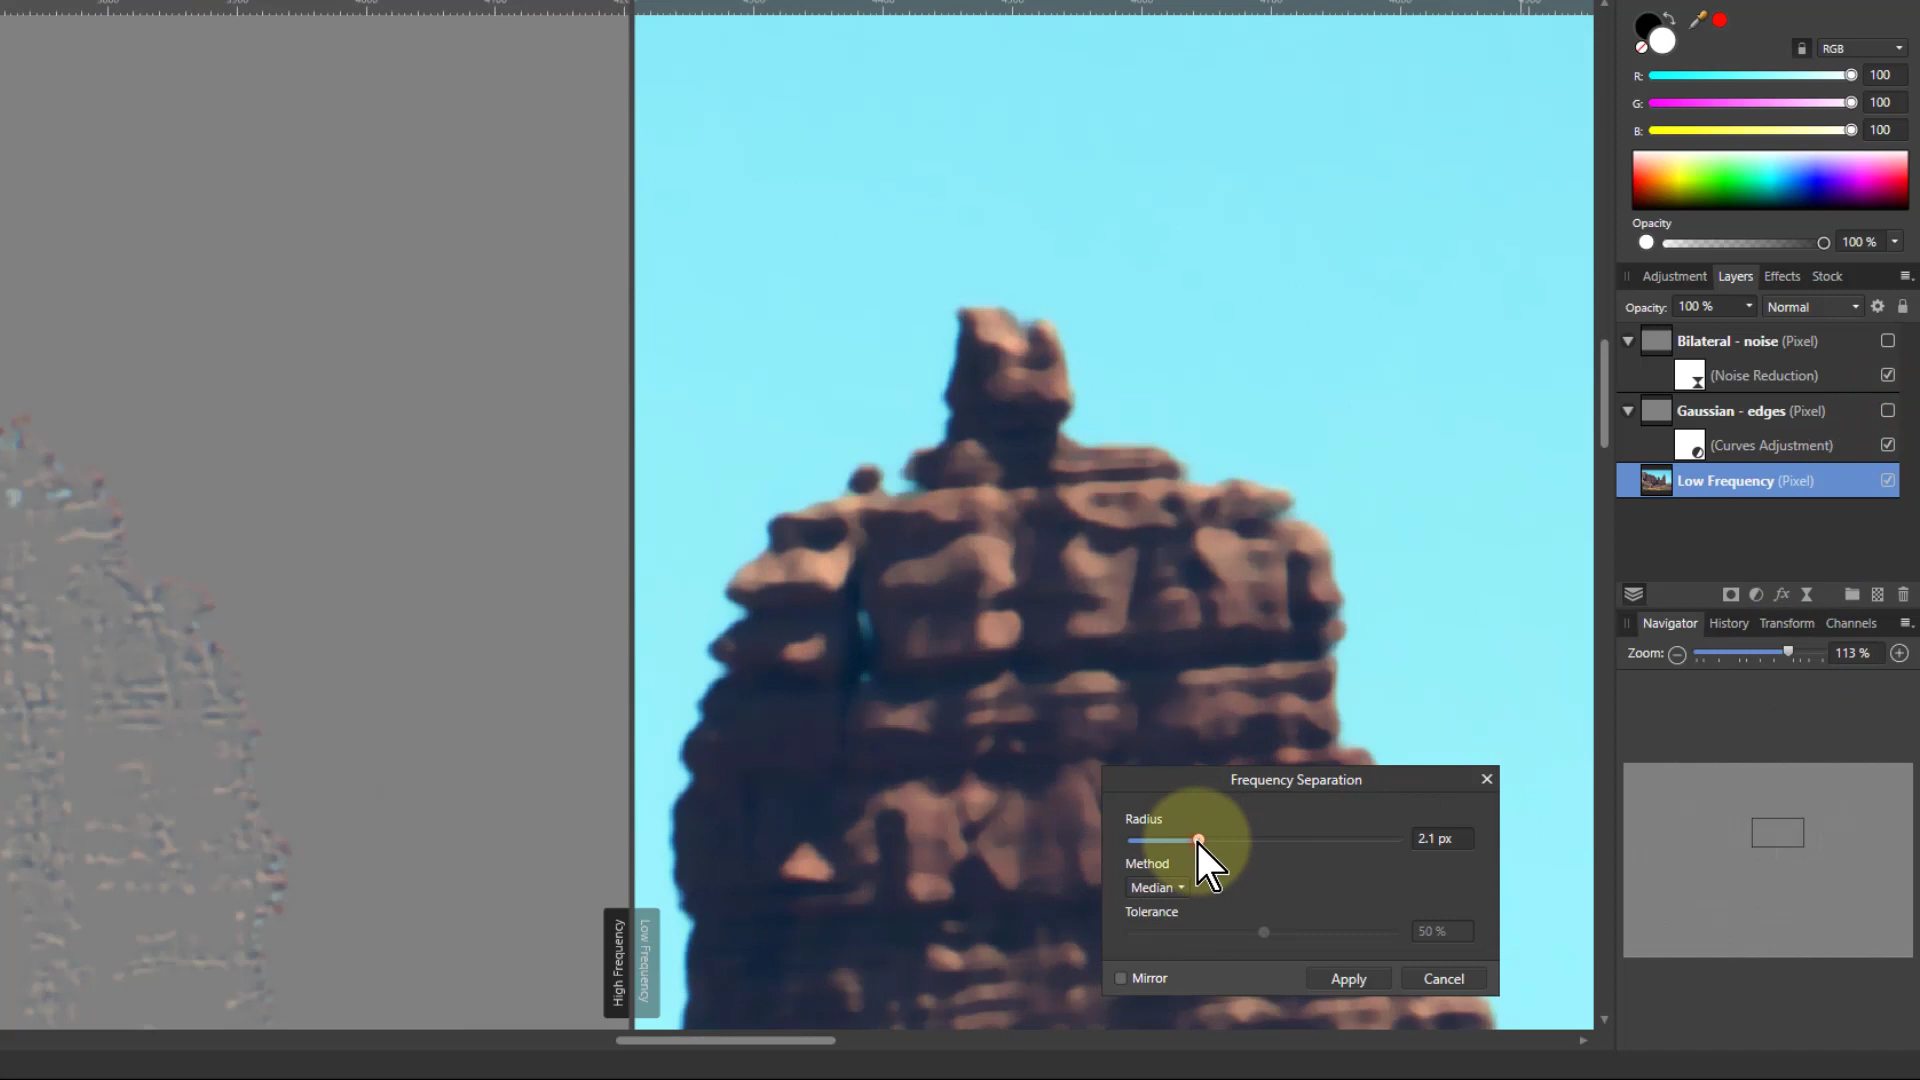 RGB
R:
100
G:
100
B:
100
Opacity
100 %
Adjustment Layers Effects Stock
Opacity: 100 % Normal
Bilateral - noise (Pixel)
(Noise Reduction)
Gaussian - edges (Pixel)
(Curves Adjustment)
Low Frequency (Pixel)
fx
Navigator History Transform Channels
Zoom: 113 %
Frequency Separation
Radius
2.1 px
Method
Median
Tolerance
50 %
Mirror Apply Cancel
High Frequency
Low Frequency